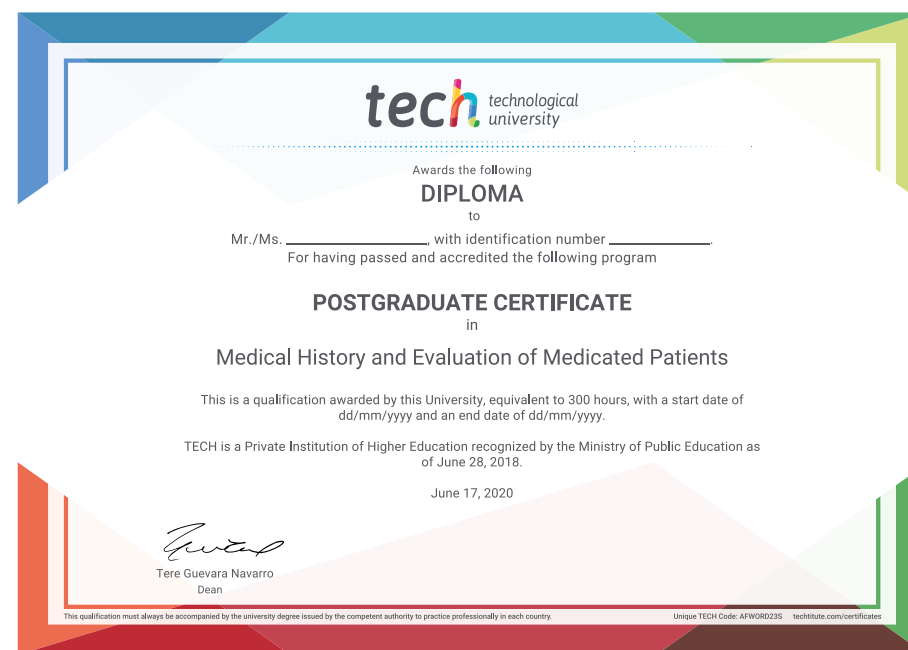 tech technological
university
Awards the following
DIPLOMA
to
Mr./Ms. ____________, with identification number ____________.
For having passed and accredited the following program
POSTGRADUATE CERTIFICATE
in
Medical History and Evaluation of Medicated Patients
This is a qualification awarded by this University, equivalent to 300 hours, with a start date of
dd/mm/yyyy and an end date of dd/mm/yyyy.
TECH is a Private Institution of Higher Education recognized by the Ministry of Public Education as
of June 28, 2018.
June 17, 2020
Tere Guevara Navarro
Dean
This qualification must always be accompanied by the university degree issued by the competent authority to practice professionally in each country.
Unique TECH Code: AFWORD23S techtitute.com/certificates